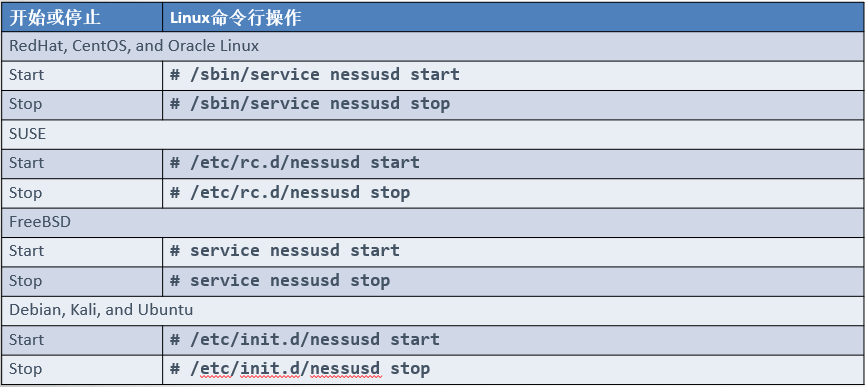 开始或停止 Linux命令行操作
RedHat, CentOS, and Oracle Linux
Start # /sbin/service nessusd start
Stop # /sbin/service nessusd stop
SUSE
Start # /etc/rc.d/nessusd start
Stop # /etc/rc.d/nessusd stop
FreeBSD
Start # service nessusd start
Stop # service nessusd stop
Debian, Kali, and Ubuntu
Start # /etc/init.d/nessusd start
Stop # /etc/init.d/nessusd stop